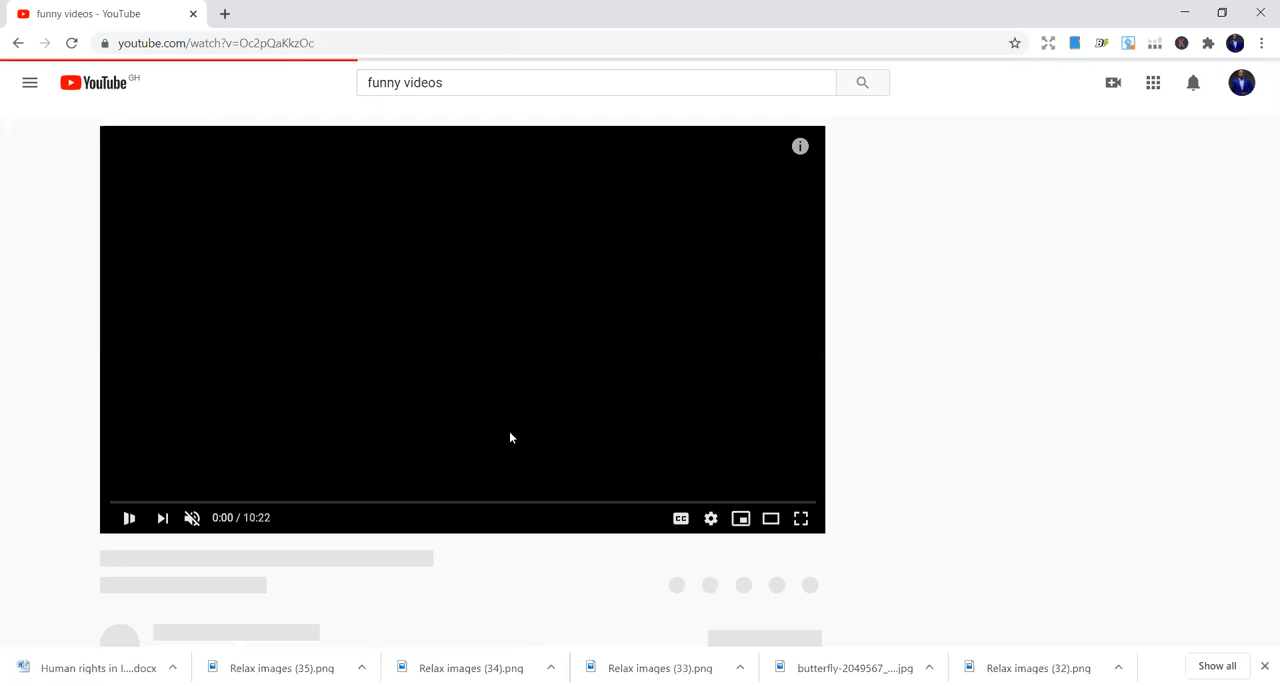 funny videos - YouTube
youtube.com/watch?v=Oc2pQaKkzOc
YouTube GH
funny videos
i
0:00 / 10:22
CC
Human rights in I....docx
Relax images (35).png
Relax images (34).png
Relax images (33).png
butterfly-2049567_....jpg
Relax images (32).png
Show all